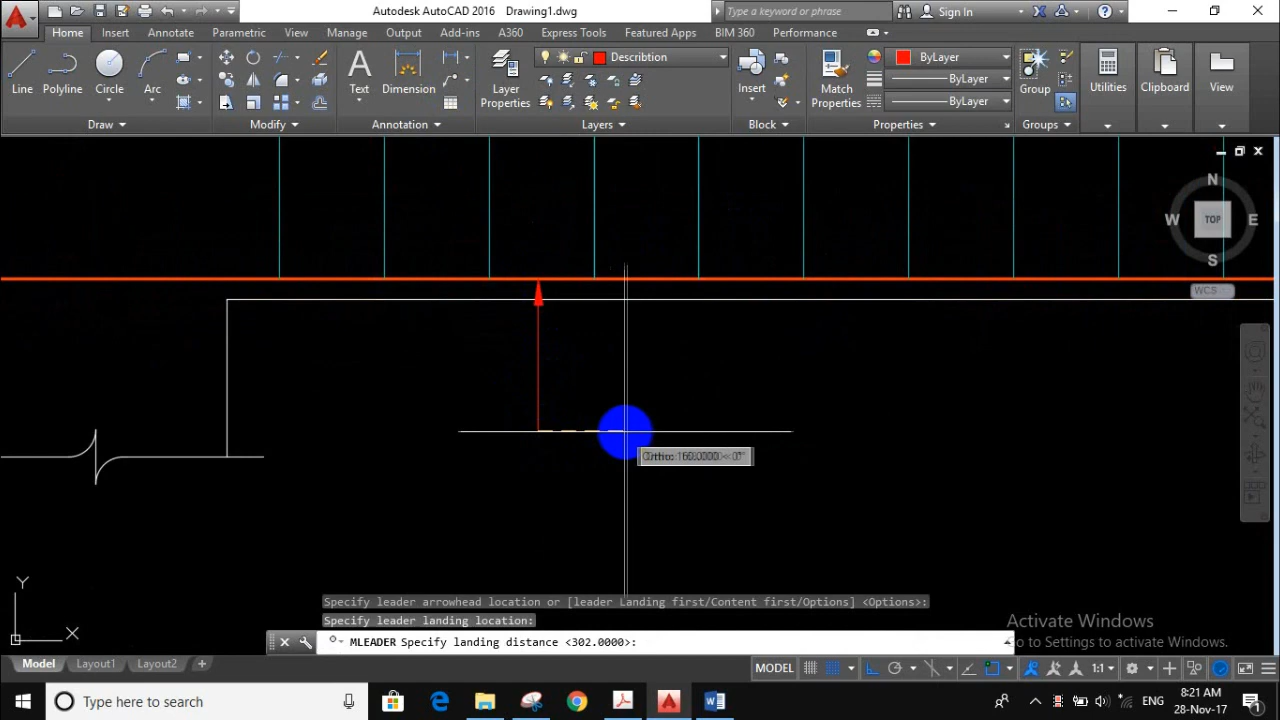 Autodesk AutoCAD 2016 Drawing1.dwg
Type a keyword or phrase
Sign In
Home Insert Annotate Parametric View Manage Output Add-ins A360 Express Tools Featured Apps BIM 360 Performance
Describtion
ByLayer
ByLayer
ByLayer
Line Polyline Circle Arc
Text Dimension
Layer Properties
Insert
Match Properties
Group
Utilities
Clipboard
View
Draw Modify Annotation Layers Block Properties Groups
N
W TOP E
S
WCS
Y
X
Specify leader arrowhead location or [leader Landing first/Content first/Options] <Options>:
Specify leader landing location:
MLEADER Specify landing distance <302.0000>:
Activate Windows
Go to Settings to activate Windows.
Model Layout1 Layout2 +
MODEL
1:1
Type here to search
ENG
8:21 AM
28-Nov-17